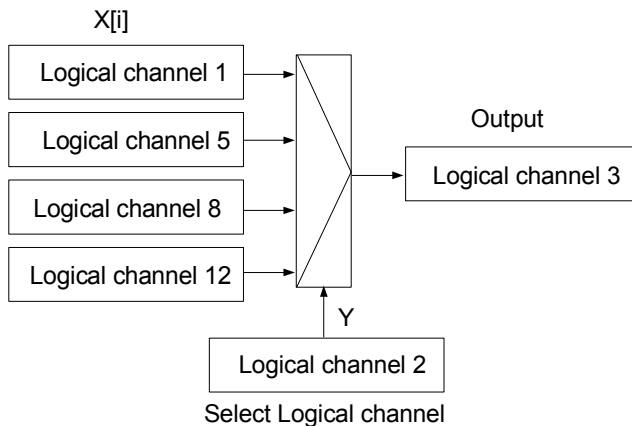 X[i]
Logical channel 1
Logical channel 5
Logical channel 8
Logical channel 12
Output
Logical channel 3
Y
Logical channel 2
Select Logical channel